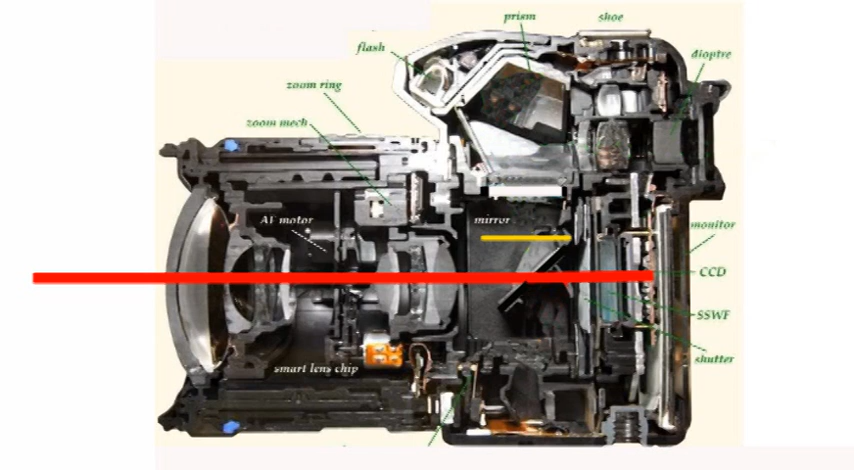 prism
shoe
flash
dioptre
zoom ring
zoom mech
AF motor
mirror
monitor
CCD
SSWF
shutter
smart lens chip